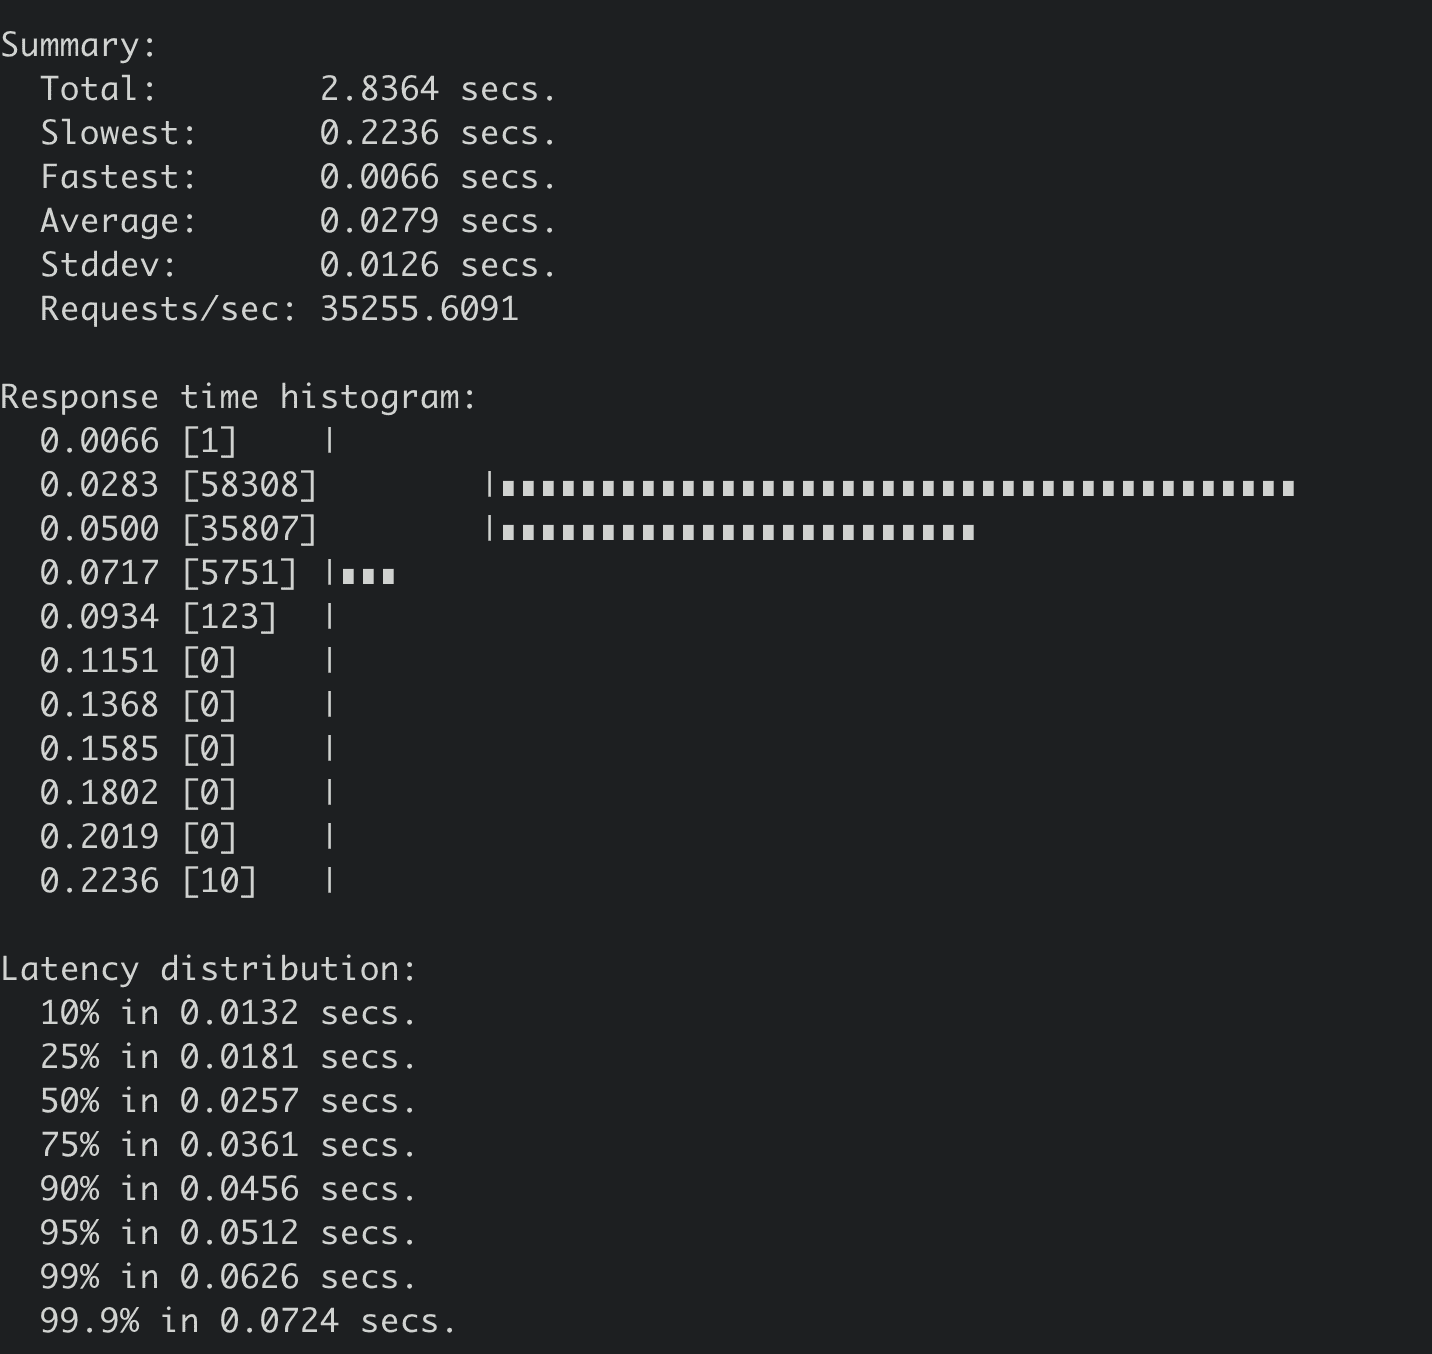 Summary:
  Total:        2.8364 secs.
  Slowest:      0.2236 secs.
  Fastest:      0.0066 secs.
  Average:      0.0279 secs.
  Stddev:       0.0126 secs.
  Requests/sec: 35255.6091

Response time histogram:
  0.0066 [1]    |
  0.0283 [58308]        |∎∎∎∎∎∎∎∎∎∎∎∎∎∎∎∎∎∎∎∎∎∎∎∎∎∎∎∎∎∎∎∎∎∎∎∎∎∎∎∎
  0.0500 [35807]        |∎∎∎∎∎∎∎∎∎∎∎∎∎∎∎∎∎∎∎∎∎∎∎∎
  0.0717 [5751] |∎∎∎
  0.0934 [123]  |
  0.1151 [0]    |
  0.1368 [0]    |
  0.1585 [0]    |
  0.1802 [0]    |
  0.2019 [0]    |
  0.2236 [10]   |

Latency distribution:
  10% in 0.0132 secs.
  25% in 0.0181 secs.
  50% in 0.0257 secs.
  75% in 0.0361 secs.
  90% in 0.0456 secs.
  95% in 0.0512 secs.
  99% in 0.0626 secs.
  99.9% in 0.0724 secs.